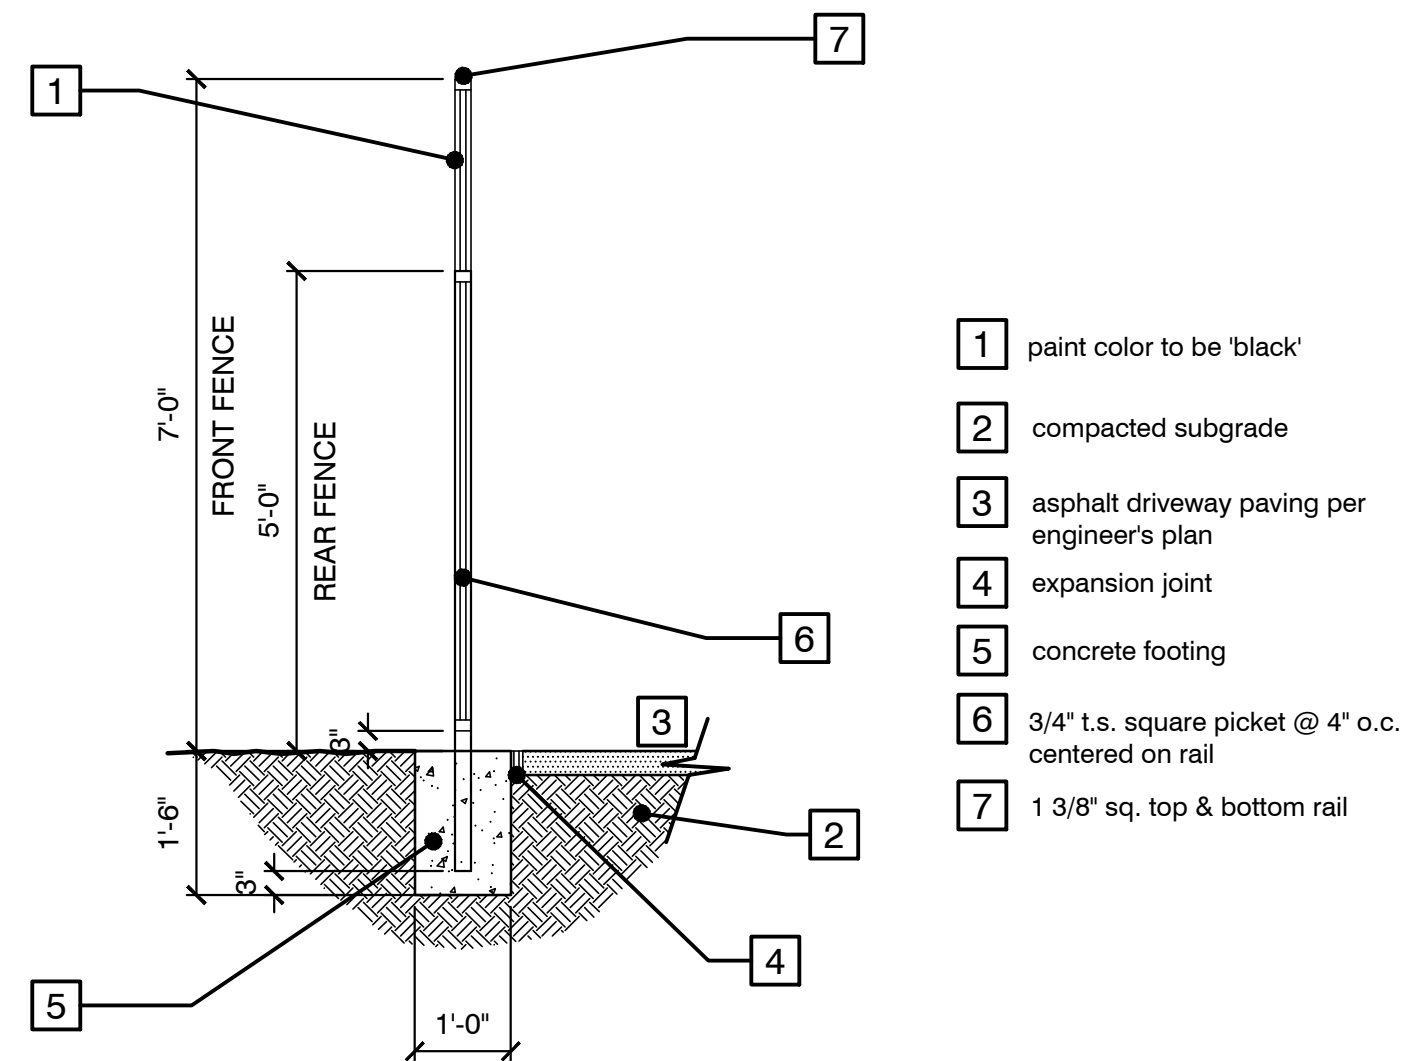 7
1
7'-0"
FRONT FENCE
5'-0"
REAR FENCE
6
3
3"
1'-6"
3"
2
4
5
1'-0"
1 paint color to be 'black'
2 compacted subgrade
3 asphalt driveway paving per
engineer's plan
4 expansion joint
5 concrete footing
6 3/4" t.s. square picket @ 4" o.c.
centered on rail
7 1 3/8" sq. top & bottom rail